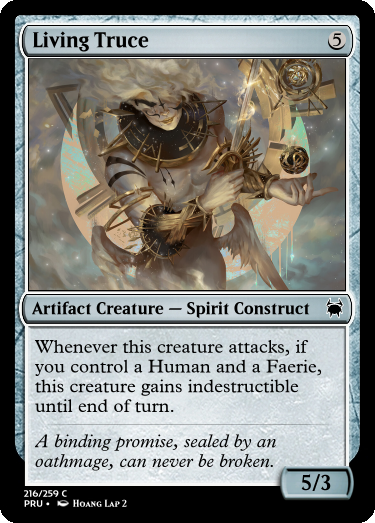 Living Truce 5
Artifact Creature — Spirit Construct
Whenever this creature attacks, if
you control a Human and a Faerie,
this creature gains indestructible
until end of turn.
A binding promise, sealed by an
oathmage, can never be broken.
5/3
216/259 C
PRU • Hoang Lap 2